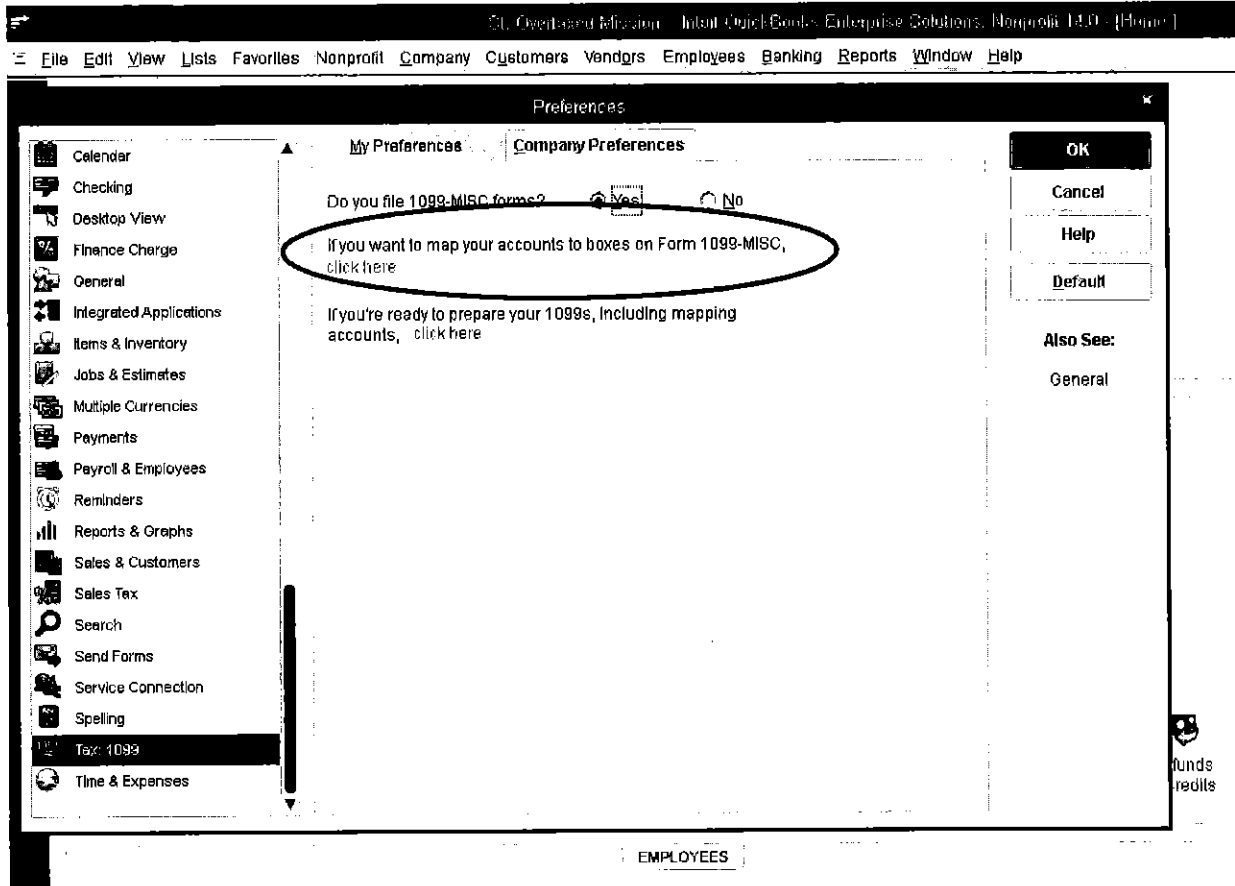 Intuit QuickBooks Enterprise Solutions: Nonprofit 14.0 - [Home]
File Edit View Lists Favorites Nonprofit Company Customers Vendors Employees Banking Reports Window Help
Preferences
My Preferences Company Preferences
Calendar
Checking
Desktop View
Finance Charge
General
Integrated Applications
Items & Inventory
Jobs & Estimates
Multiple Currencies
Payments
Payroll & Employees
Reminders
Reports & Graphs
Sales & Customers
Sales Tax
Search
Send Forms
Service Connection
Spelling
Tax: 1099
Time & Expenses
Do you file 1099-MISC forms? Yes No
If you want to map your accounts to boxes on Form 1099-MISC,
click here
If you're ready to prepare your 1099s, including mapping
accounts, click here
OK
Cancel
Help
Default
Also See:
General
funds
redits
EMPLOYEES